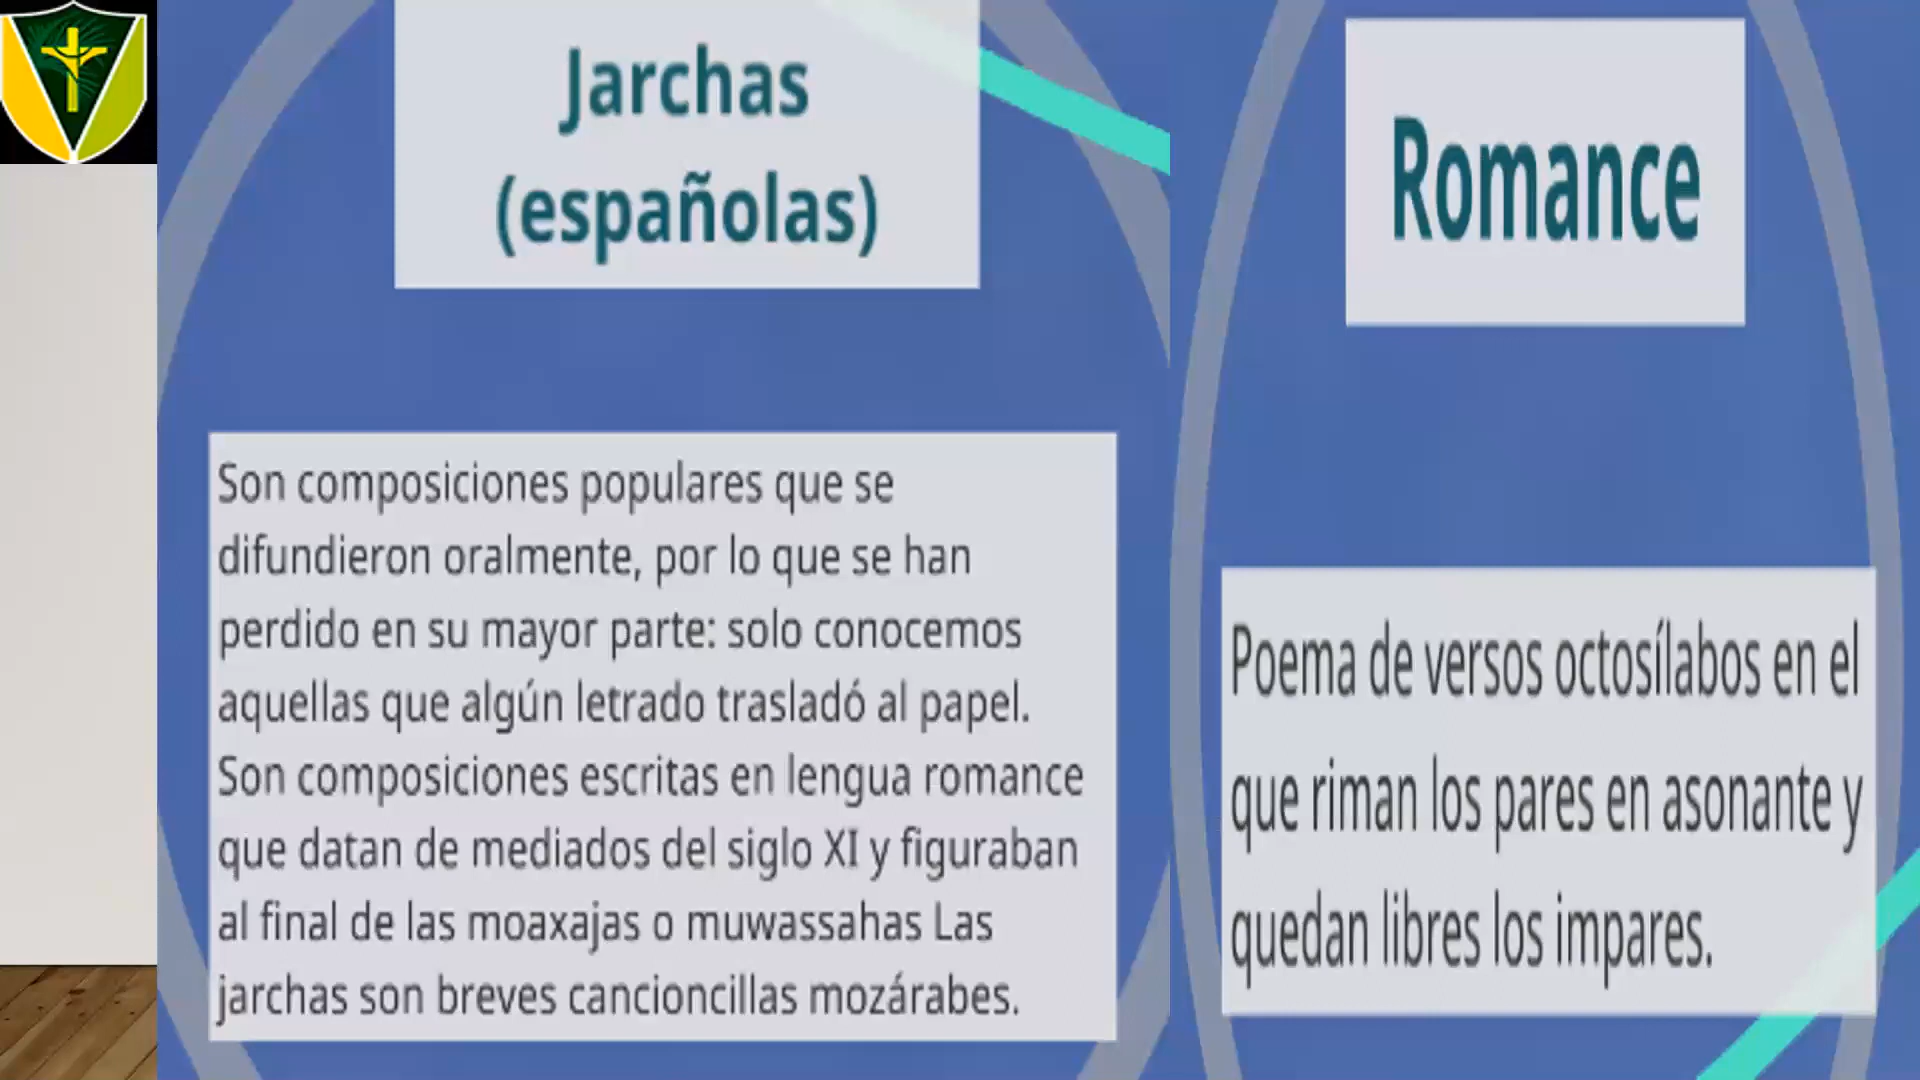 Jarchas
(españolas)
Son composiciones populares que se
difundieron oralmente, por lo que se han
perdido en su mayor parte: solo conocemos
aquellas que algún letrado trasladó al papel.
Son composiciones escritas en lengua romance
que datan de mediados del siglo XI y figuraban
al final de las moaxajas o muwassahas Las
jarchas son breves cancioncillas mozárabes.
Romance
Poema de versos octosílabos en el
que riman los pares en asonante y
quedan libres los impares.